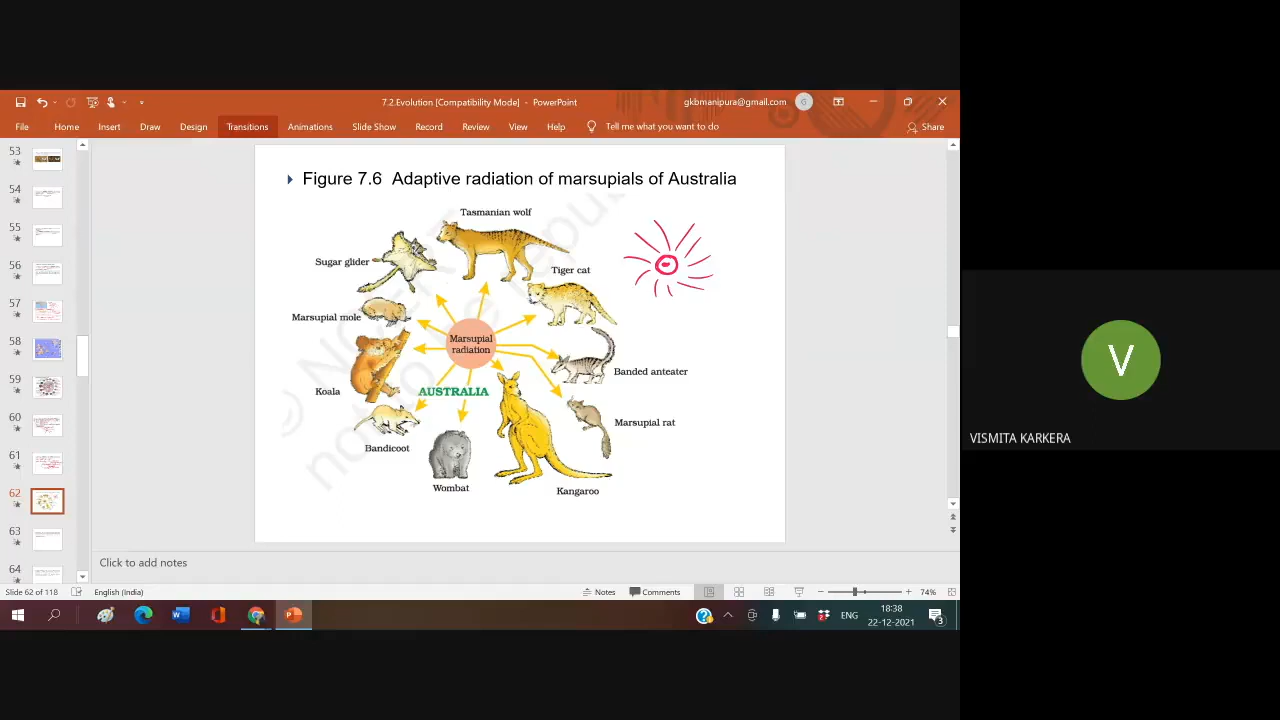 7.2.Evolution [Compatibility Mode] - PowerPoint
gkbmanipura@gmail.com
G
File Home Insert Draw Design Transitions Animations Slide Show Record Review View Help Tell me what you want to do
Share
53
54
55
56
57
58
59
60
61
62
63
64
Figure 7.6 Adaptive radiation of marsupials of Australia
Tasmanian wolf
Sugar glider
Tiger cat
Marsupial mole
Marsupial
radiation
Banded anteater
Koala
AUSTRALIA
Marsupial rat
Bandicoot
Wombat
Kangaroo
V
VISMITA KARKERA
Click to add notes
Slide 62 of 118
English (India)
Notes
Comments
74%
ENG
18:38
22-12-2021
3